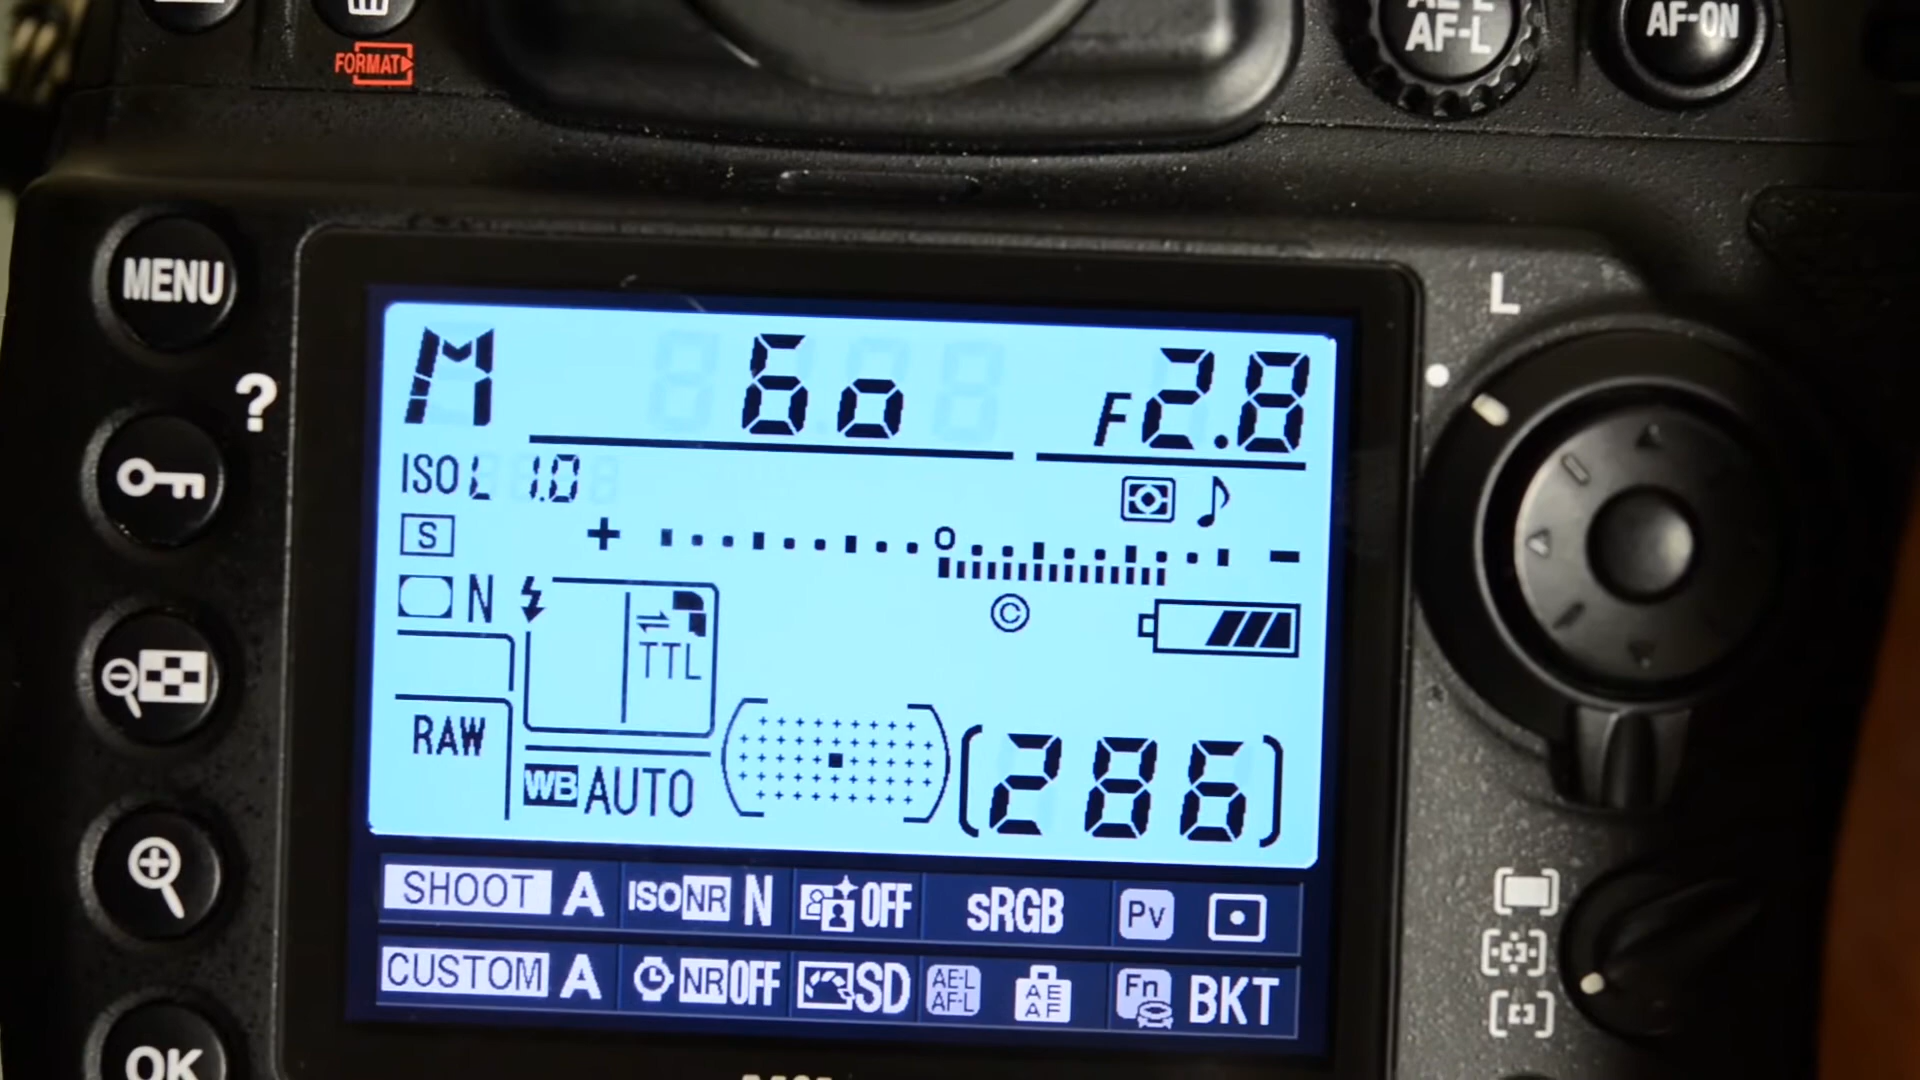 FORMAT
AF-L
AF-ON
MENU
L
?
M 60 F2.8
ISO L 1.0
S
+ 0 -
N
©
TTL
RAW
WB AUTO
[286]
SHOOT A ISO NR N OFF sRGB Pv
CUSTOM A NR OFF SD AE-L AF-L AE AF Fn BKT
OK